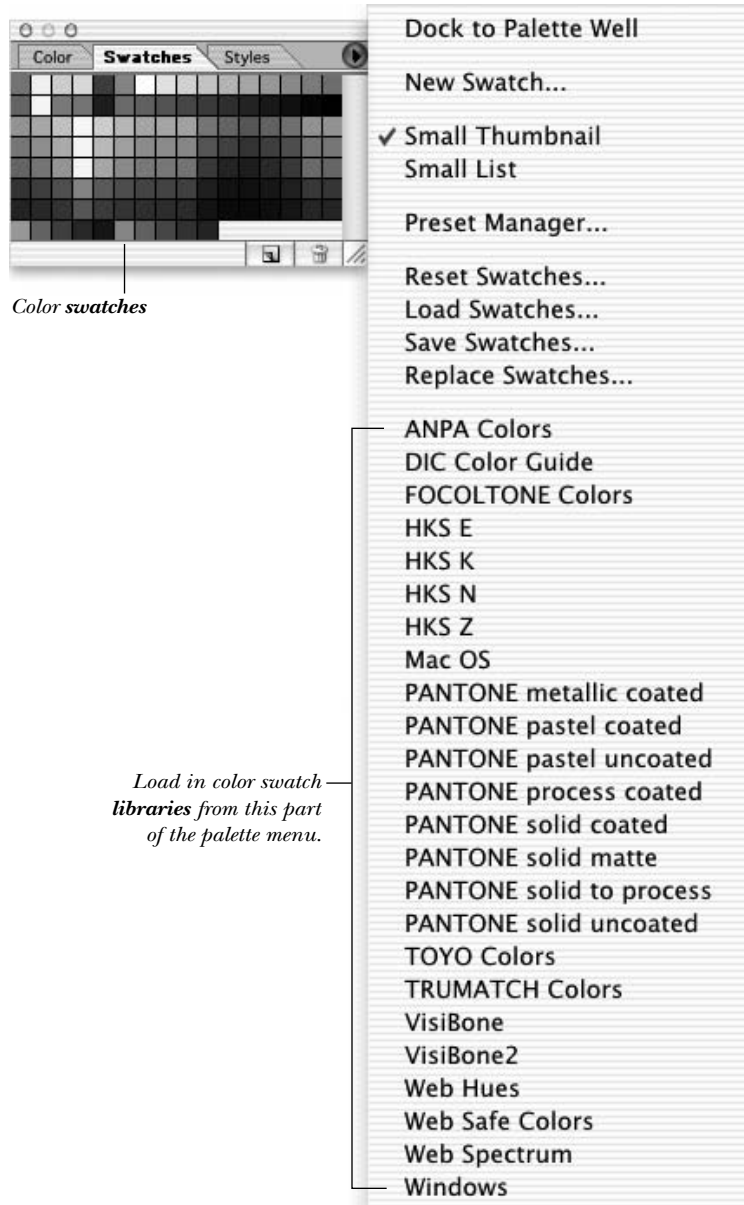 Color
Swatches
Styles
Color swatches
Dock to Palette Well
New Swatch...
✓ Small Thumbnail
Small List
Preset Manager...
Reset Swatches...
Load Swatches...
Save Swatches...
Replace Swatches...
ANPA Colors
DIC Color Guide
FOCOLTONE Colors
HKS E
HKS K
HKS N
HKS Z
Mac OS
PANTONE metallic coated
PANTONE pastel coated
PANTONE pastel uncoated
PANTONE process coated
PANTONE solid coated
PANTONE solid matte
PANTONE solid to process
PANTONE solid uncoated
TOYO Colors
TRUMATCH Colors
VisiBone
VisiBone2
Web Hues
Web Safe Colors
Web Spectrum
Windows
Load in color swatch
libraries from this part
of the palette menu.